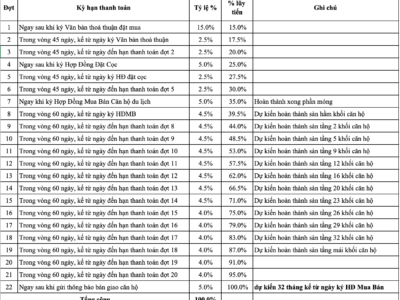 Đợt Kỳ hạn thanh toán Tỷ lệ % % lũy tiến Ghi chú
1 Ngay sau khi ký Văn bản thoả thuận đặt mua 15.0% 15.0%
2 Trong vòng 45 ngày, kể từ ngày ký Văn bản thoả thuận 2.5% 17.5%
3 Trong vòng 45 ngày, kể từ ngày đến hạn thanh toán đợt 2 2.5% 20.0%
4 Ngay sau khi ký Hợp Đồng Đặt Cọc 5.0% 25.0%
5 Trong vòng 45 ngày, kể từ ngày ký HĐ đặt cọc 2.5% 27.5%
6 Trong vòng 45 ngày, kể từ ngày đến hạn thanh toán đợt 5 2.5% 30.0%
7 Ngay khi ký Hợp Đồng Mua Bán Căn hộ du lịch 5.0% 35.0% Hoàn thành xong phần móng
8 Trong vòng 60 ngày, kể từ ngày ký HĐMB 4.5% 39.5% Dự kiến hoàn thành sàn hầm khối căn hộ
9 Trong vòng 60 ngày, kể từ ngày đến hạn thanh toán đợt 8 4.5% 44.0% Dự kiến hoàn thành sàn tầng 2 khối căn hộ
10 Trong vòng 60 ngày, kể từ ngày đến hạn thanh toán đợt 9 4.5% 48.5% Dự kiến hoàn thành sàn tầng 5 khối căn hộ
11 Trong vòng 60 ngày, kể từ ngày đến hạn thanh toán đợt 10 4.5% 53.0% Dự kiến hoàn thành sàn tầng 9 khối căn hộ
12 Trong vòng 60 ngày, kể từ ngày đến hạn thanh toán đợt 11 4.5% 57.5% Dự kiến hoàn thành sàn tầng 12 khối căn hộ
13 Trong vòng 60 ngày, kể từ ngày đến hạn thanh toán đợt 12 4.5% 62.0% Dự kiến hoàn thành sàn tầng 16 khối căn hộ
14 Trong vòng 60 ngày, kể từ ngày đến hạn thanh toán đợt 13 4.5% 66.5% Dự kiến hoàn thành sàn tầng 20 khối căn hộ
15 Trong vòng 60 ngày, kể từ ngày đến hạn thanh toán đợt 14 4.5% 71.0% Dự kiến hoàn thành sàn tầng 23 khối căn hộ
16 Trong vòng 60 ngày, kể từ ngày đến hạn thanh toán đợt 15 4.0% 75.0% Dự kiến hoàn thành sàn tầng 26 khối căn hộ
17 Trong vòng 60 ngày, kể từ ngày đến hạn thanh toán đợt 16 4.0% 79.0% Dự kiến hoàn thành sàn tầng 29 khối căn hộ
18 Trong vòng 60 ngày, kể từ ngày đến hạn thanh toán đợt 17 4.0% 83.0% Dự kiến hoàn thành sàn tầng 32 khối căn hộ
19 Trong vòng 60 ngày, kể từ ngày đến hạn thanh toán đợt 18 4.0% 87.0% Dự kiến hoàn thành sàn tầng mái khối căn hộ
20 Trong vòng 60 ngày, kể từ ngày đến hạn thanh toán đợt 19 4.0% 91.0%
21 Trong vòng 60 ngày, kể từ ngày đến hạn thanh toán đợt 20 4.0% 95.0%
22 Ngay sau khi gửi thông báo bàn giao căn hộ 5.0% 100.0% dự kiến 32 tháng kể từ ngày ký HĐ Mua Bán
Tổng cộng 100.0%